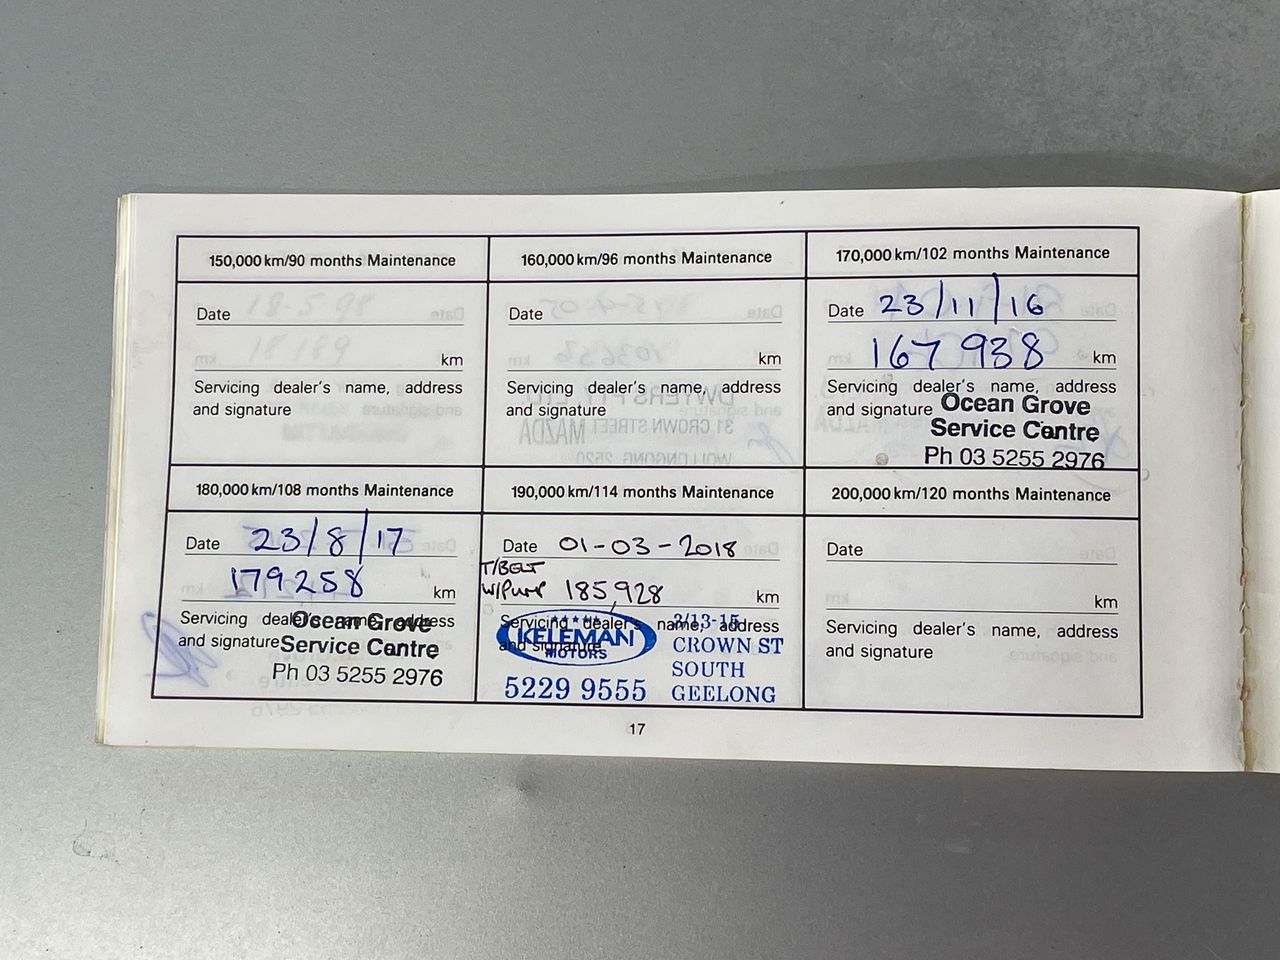 150,000 km/90 months Maintenance
Date
km
Servicing dealer's name, address
and signature
160,000 km/96 months Maintenance
Date
km
Servicing dealer's name, address
and signature
170,000 km/102 months Maintenance
Date 23/11/16
167 938 km
Servicing dealer's name, address
and signature
Ocean Grove
Service Centre
Ph 03 5255 2976
180,000 km/108 months Maintenance
Date 23/8/17
179258 km
Servicing dealer's name, address
and signature
Ocean Grove
Service Centre
Ph 03 5255 2976
190,000 km/114 months Maintenance
Date 01-03-2018
T/BELT
W/PUMP 185,928 km
Servicing dealer's name, address
and signature
KELEMAN
MOTORS
5229 9555
2/13-15
CROWN ST
SOUTH
GEELONG
200,000 km/120 months Maintenance
Date
km
Servicing dealer's name, address
and signature
17